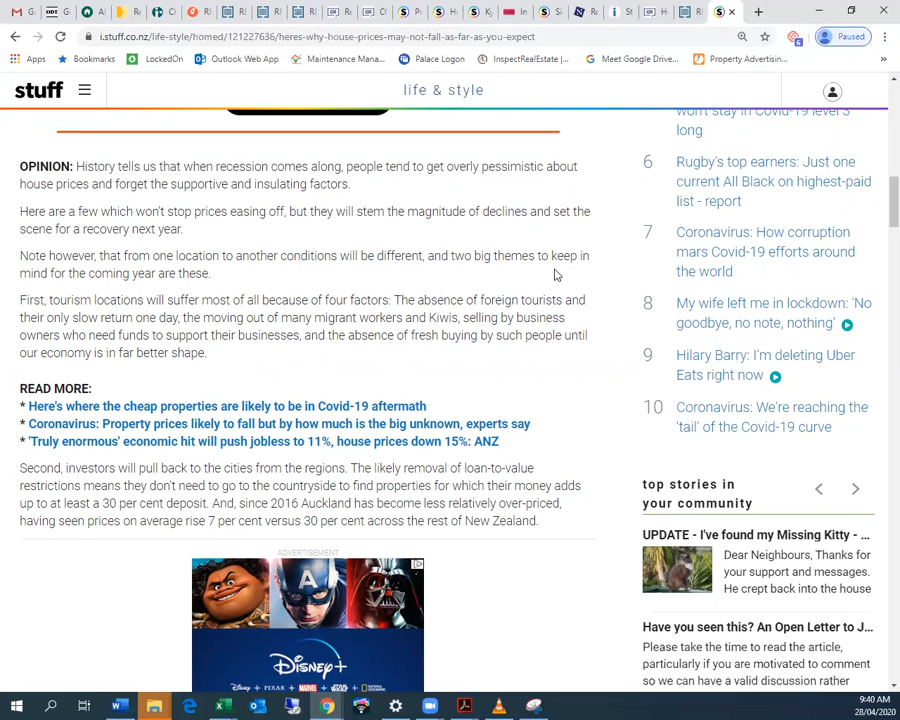 G
G
ODT
G
A
Re
C
RE
RE
RE
RE
G
CO
P
H
Ky
In
Si
Re
St
H
RE
S
Paused
i.stuff.co.nz/life-style/homed/121227636/heres-why-house-prices-may-not-fall-as-far-as-you-expect
6
Apps
Bookmarks
LockedOn
Outlook Web App
Maintenance Mana...
Palace Logon
InspectRealEstate |...
Meet Google Drive...
Property Advertisin...
»
stuff
life & style
OPINION: History tells us that when recession comes along, people tend to get overly pessimistic about
house prices and forget the supportive and insulating factors.
Here are a few which won't stop prices easing off, but they will stem the magnitude of declines and set the
scene for a recovery next year.
Note however, that from one location to another conditions will be different, and two big themes to keep in
mind for the coming year are these.
First, tourism locations will suffer most of all because of four factors: The absence of foreign tourists and
their only slow return one day, the moving out of many migrant workers and Kiwis, selling by business
owners who need funds to support their businesses, and the absence of fresh buying by such people until
our economy is in far better shape.
READ MORE:
* Here's where the cheap properties are likely to be in Covid-19 aftermath
* Coronavirus: Property prices likely to fall but by how much is the big unknown, experts say
* 'Truly enormous' economic hit will push jobless to 11%, house prices down 15%: ANZ
Second, investors will pull back to the cities from the regions. The likely removal of loan-to-value
restrictions means they don't need to go to the countryside to find properties for which their money adds
up to at least a 30 per cent deposit. And, since 2016 Auckland has become less relatively over-priced,
having seen prices on average rise 7 per cent versus 30 per cent across the rest of New Zealand.
ADVERTISEMENT
Disney+
Disney+ • PIXAR • MARVEL • STAR WARS • NATIONAL GEOGRAPHIC
won't stay in Covid-19 level 3
long
6 Rugby's top earners: Just one
current All Black on highest-paid
list - report
7 Coronavirus: How corruption
mars Covid-19 efforts around
the world
8 My wife left me in lockdown: 'No
goodbye, no note, nothing'
9 Hilary Barry: I'm deleting Uber
Eats right now
10 Coronavirus: We're reaching the
'tail' of the Covid-19 curve
top stories in
your community
UPDATE - I've found my Missing Kitty - ...
Dear Neighbours, Thanks for
your support and messages.
He crept back into the house
Have you seen this? An Open Letter to J...
Please take the time to read the article,
particularly if you are motivated to comment
so we can have a valid discussion rather
9:40 AM
28/04/2020